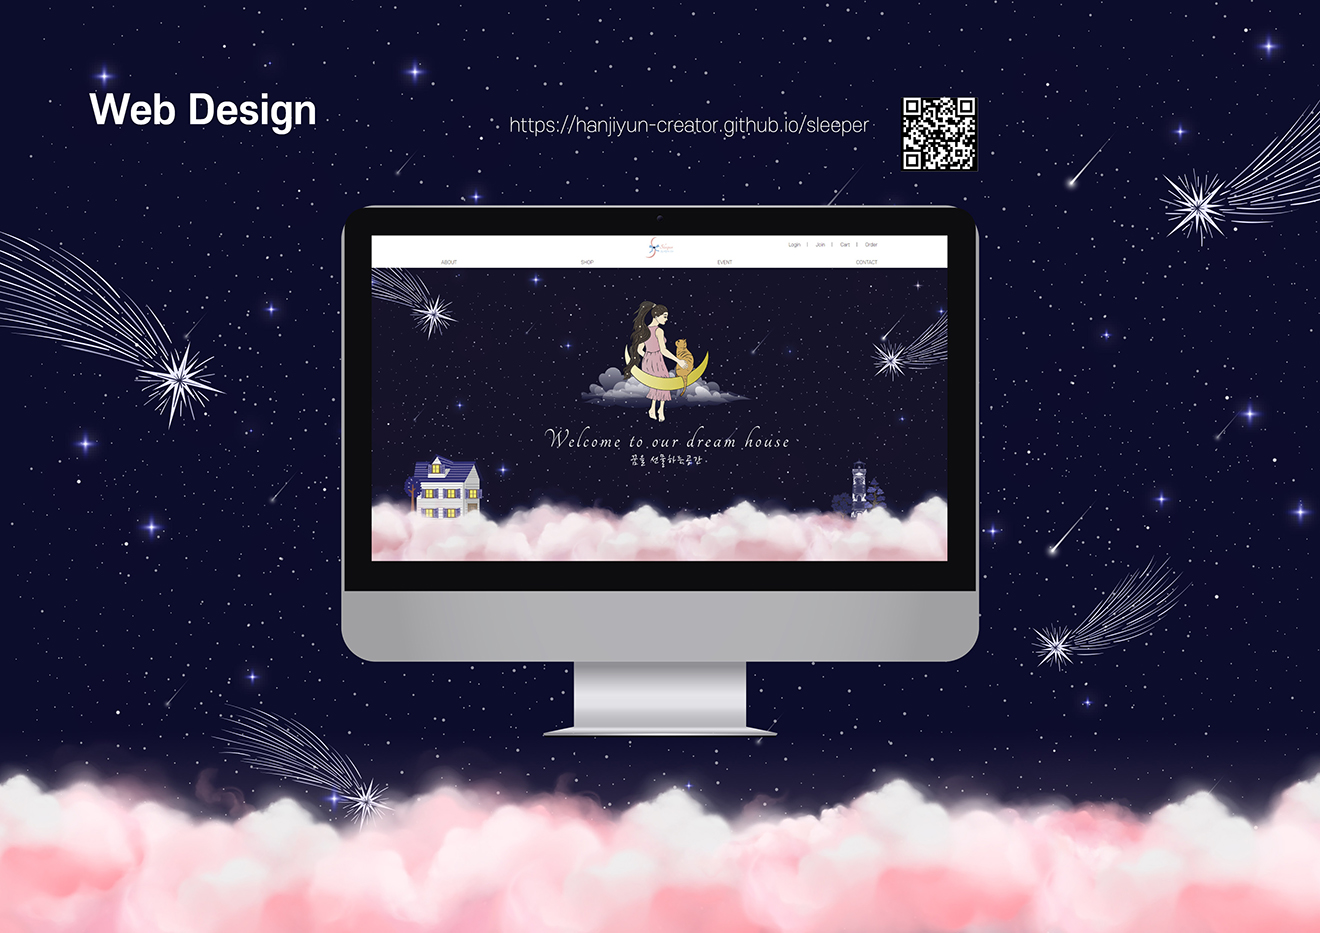 Web Design
https://hanjiyun-creator.github.io/sleeper
Login | Join | Cart | Order
ABOUT SHOP EVENT CONTACT
Welcome to our dream house
꿈을 선물하는공간